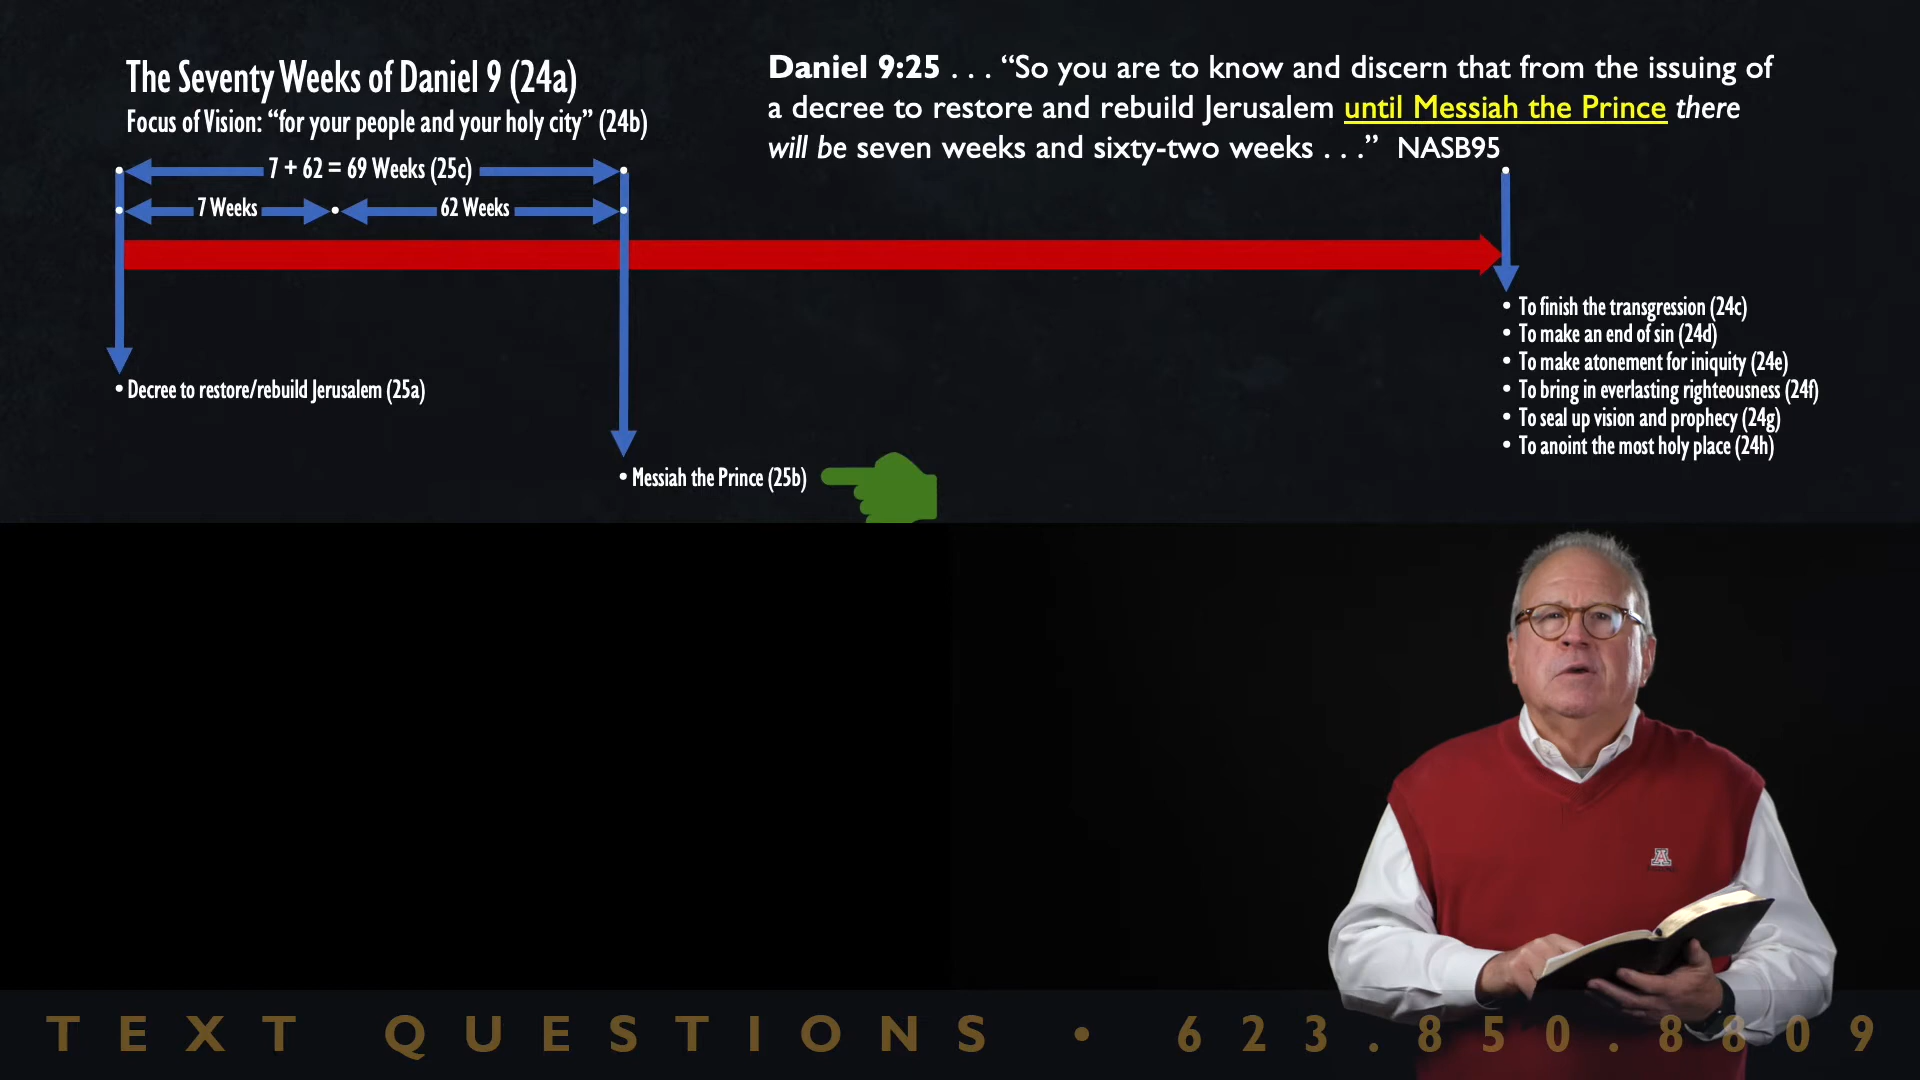 The Seventy Weeks of Daniel 9 (24a)
Focus of Vision: “for your people and your holy city” (24b)
7 + 62 = 69 Weeks (25c)
7 Weeks
62 Weeks
Daniel 9:25 . . . “So you are to know and discern that from the issuing of
a decree to restore and rebuild Jerusalem until Messiah the Prince there
will be seven weeks and sixty-two weeks . . .” NASB95
• Decree to restore/rebuild Jerusalem (25a)
• Messiah the Prince (25b)
• To finish the transgression (24c)
• To make an end of sin (24d)
• To make atonement for iniquity (24e)
• To bring in everlasting righteousness (24f)
• To seal up vision and prophecy (24g)
• To anoint the most holy place (24h)
A
TEXT QUESTIONS • 623.850.8809